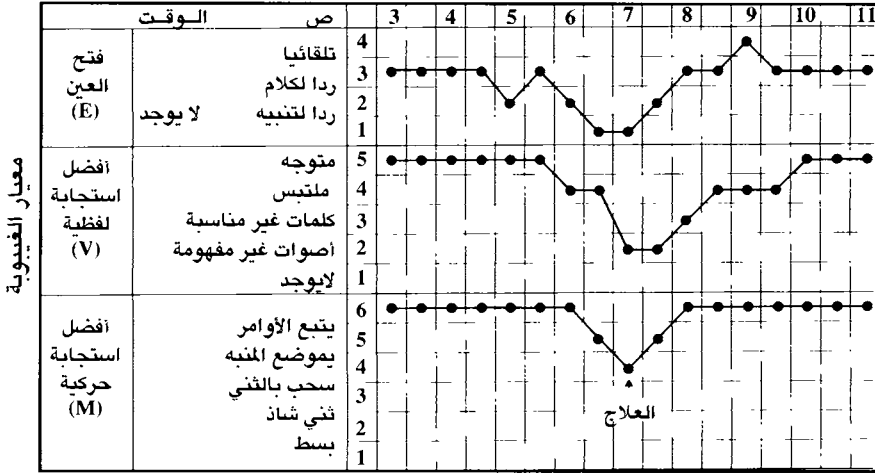 الـوقـت ص 3 4 5 6 7 8 9 10 11
معيار الغيبوبة
فتح
العين
(E)
تلقائيا
ردا لكلام
ردا لتنبيه
لا يوجد
4
3
2
1
أفضل
استجابة
لفظية
(V)
متوجه
ملتبس
كلمات غير مناسبة
أصوات غير مفهومة
لايوجد
5
4
3
2
1
أفضل
استجابة
حركية
(M)
يتبع الأوامر
يموضع المنبه
سحب بالثني
ثني شاذ
بسط
6
5
4
3
2
1
العلاج